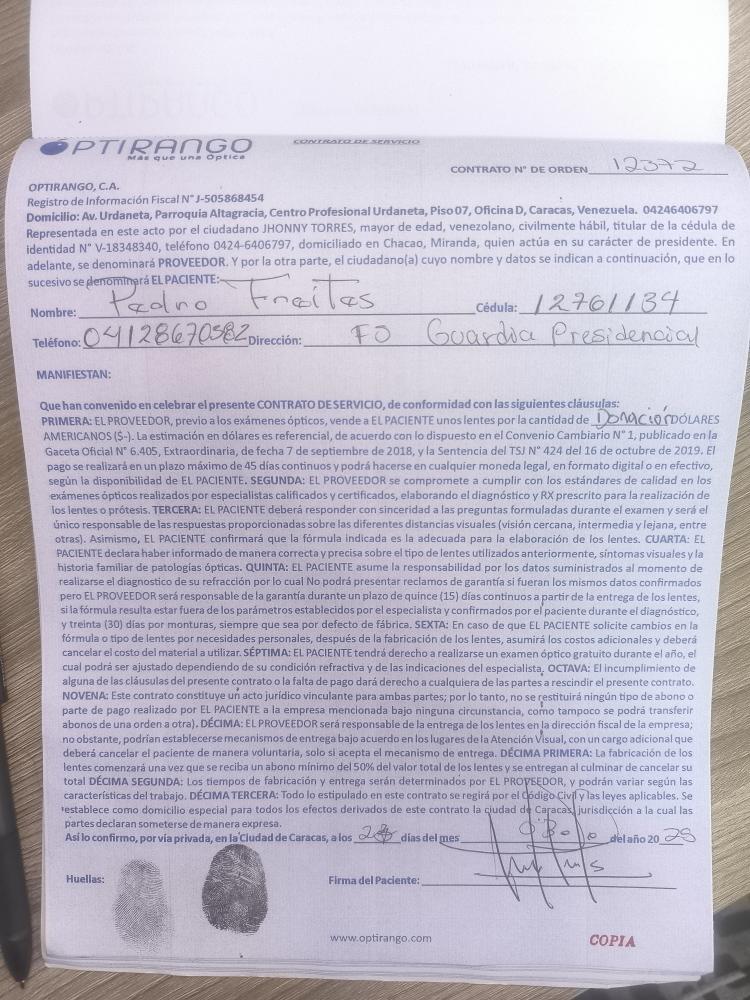 OPTIRANGO
Más que una Óptica
CONTRATO DE SERVICIO
CONTRATO N° DE ORDEN 12372
OPTIRANGO, C.A.
Registro de Información Fiscal N° J-505868454
Domicilio: Av. Urdaneta, Parroquia Altagracia, Centro Profesional Urdaneta, Piso 07, Oficina D, Caracas, Venezuela. 04246406797
Representada en este acto por el ciudadano JHONNY TORRES, mayor de edad, venezolano, civilmente hábil, titular de la cédula de
identidad N° V-18348340, teléfono 0424-6406797, domiciliado en Chacao, Miranda, quien actúa en su carácter de presidente. En
adelante, se denominará PROVEEDOR. Y por la otra parte, el ciudadano(a) cuyo nombre y datos se indican a continuación, que en lo
sucesivo se denominará EL PACIENTE:
Nombre: Pedro Freitas Cédula: 12761134
Teléfono: 04128670582 Dirección: FO Guardia Presidencial
MANIFIESTAN:
Que han convenido en celebrar el presente CONTRATO DE SERVICIO, de conformidad con las siguientes cláusulas:
PRIMERA: EL PROVEEDOR, previo a los exámenes ópticos, vende a EL PACIENTE unos lentes por la cantidad de Donación DÓLARES
AMERICANOS ($-). La estimación en dólares es referencial, de acuerdo con lo dispuesto en el Convenio Cambiario N° 1, publicado en la
Gaceta Oficial N° 6.405, Extraordinaria, de fecha 7 de septiembre de 2018, y la Sentencia del TSJ N° 424 del 16 de octubre de 2019. El
pago se realizará en un plazo máximo de 45 días continuos y podrá hacerse en cualquier moneda legal, en formato digital o en efectivo,
según la disponibilidad de EL PACIENTE. SEGUNDA: EL PROVEEDOR se compromete a cumplir con los estándares de calidad en los
exámenes ópticos realizados por especialistas calificados y certificados, elaborando el diagnóstico y RX prescrito para la realización de
los lentes o prótesis. TERCERA: EL PACIENTE deberá responder con sinceridad a las preguntas formuladas durante el examen y será el
único responsable de las respuestas proporcionadas sobre las diferentes distancias visuales (visión cercana, intermedia y lejana, entre
otras). Asimismo, EL PACIENTE confirmará que la fórmula indicada es la adecuada para la elaboración de los lentes. CUARTA: EL
PACIENTE declara haber informado de manera correcta y precisa sobre el tipo de lentes utilizados anteriormente, síntomas visuales y la
historia familiar de patologías ópticas. QUINTA: EL PACIENTE asume la responsabilidad por los datos suministrados al momento de
realizarse el diagnostico de su refracción por lo cual No podrá presentar reclamos de garantía si fueran los mismos datos confirmados
pero EL PROVEEDOR será responsable de la garantía durante un plazo de quince (15) días continuos a partir de la entrega de los lentes,
si la fórmula resulta estar fuera de los parámetros establecidos por el especialista y confirmados por el paciente durante el diagnóstico,
y treinta (30) días por monturas, siempre que sea por defecto de fábrica. SEXTA: En caso de que EL PACIENTE solicite cambios en la
fórmula o tipo de lentes por necesidades personales, después de la fabricación de los lentes, asumirá los costos adicionales y deberá
cancelar el costo del material a utilizar. SÉPTIMA: EL PACIENTE tendrá derecho a realizarse un exámen óptico gratuito durante el año, el
cual podrá ser ajustado dependiendo de su condición refractiva y de las indicaciones del especialista. OCTAVA: El incumplimiento de
alguna de las cláusulas del presente contrato o la falta de pago dará derecho a cualquiera de las partes a rescindir el presente contrato.
NOVENA: Este contrato constituye un acto jurídico vinculante para ambas partes; por lo tanto, no se restituirá ningún tipo de abono o
parte de pago realizado por EL PACIENTE a la empresa mencionada bajo ninguna circunstancia, como tampoco se podrá transferir
abonos de una orden a otra). DÉCIMA: EL PROVEEDOR será responsable de la entrega de los lentes en la dirección fiscal de la empresa;
no obstante, podrían establecerse mecanismos de entrega bajo acuerdo en los lugares de la Atención Visual, con un cargo adicional que
deberá cancelar el paciente de manera voluntaria, solo si acepta el mecanismo de entrega. DÉCIMA PRIMERA: La fabricación de los
lentes comenzará una vez que se reciba un abono mínimo del 50% del valor total de los lentes y se entregan al culminar de cancelar su
total DÉCIMA SEGUNDA: Los tiempos de fabricación y entrega serán determinados por EL PROVEEDOR, y podrán variar según las
características del trabajo. DÉCIMA TERCERA: Todo lo estipulado en este contrato se regirá por el Código Civil y las leyes aplicables. Se
establece como domicilio especial para todos los efectos derivados de este contrato la ciudad de Caracas, jurisdicción a la cual las
partes declaran someterse de manera expresa.
Así lo confirmo, por vía privada, en la Ciudad de Caracas, a los días del mes del año 20 25
Huellas:
Firma del Paciente:
www.optirango.com
COPIA